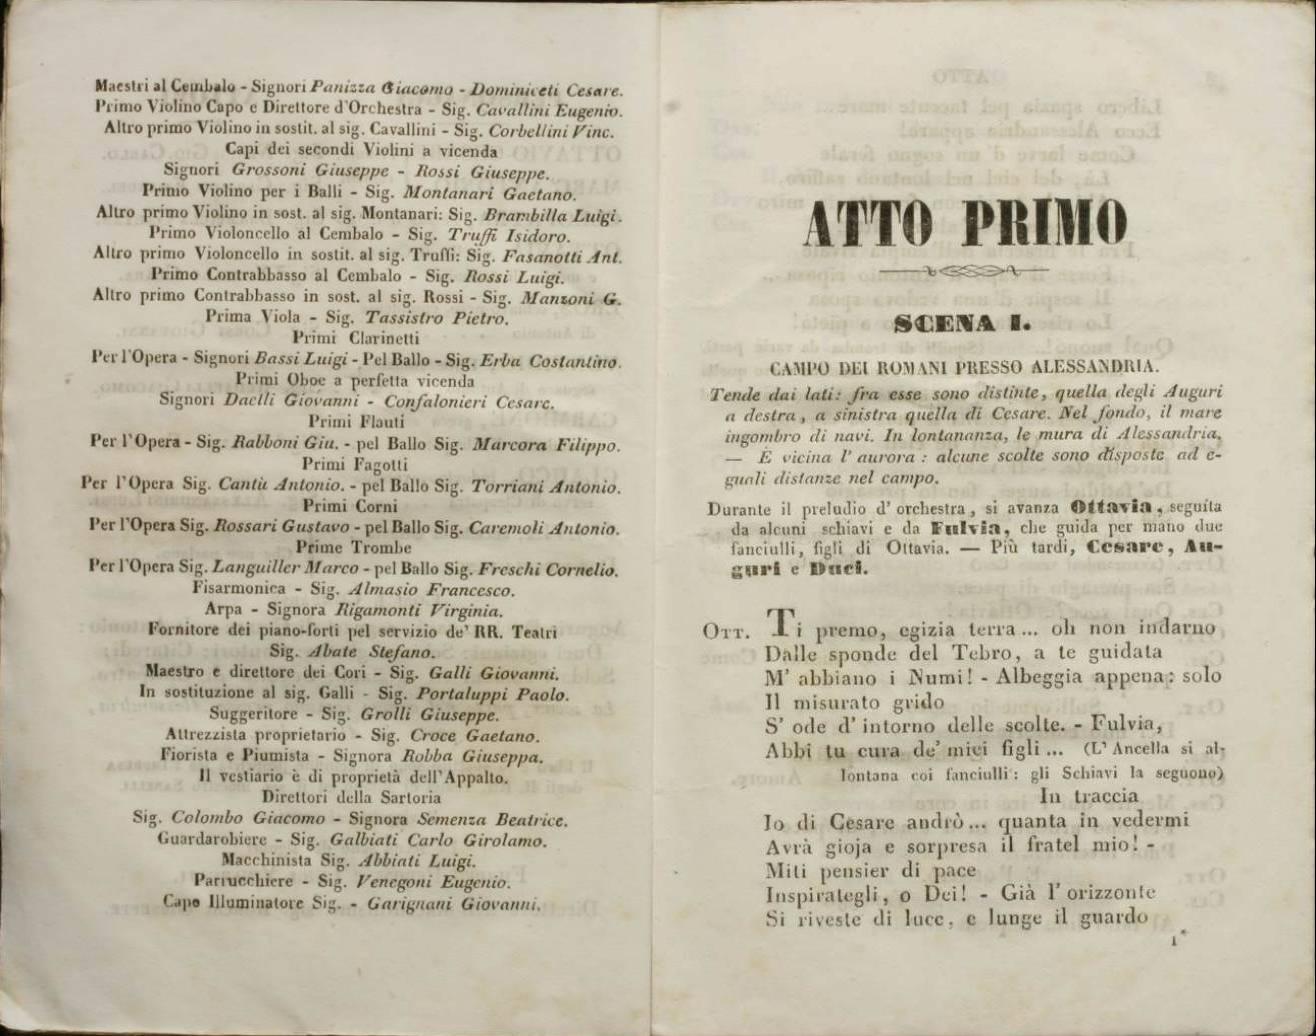 Maestri al Cembalo - Signori Panizza Giacomo - Dominiceti Cesare.
Primo Violino Capo e Direttore d'Orchestra - Sig. Cavallini Eugenio.
Altro primo Violino in sostit. al sig. Cavallini - Sig. Corbellini Vinc.
Capi dei secondi Violini a vicenda
Signori Grossoni Giuseppe - Rossi Giuseppe.
Primo Violino per i Balli - Sig. Montanari Gaetano.
Altro primo Violino in sost. al sig. Montanari: Sig. Brambilla Luigi.
Primo Violoncello al Cembalo - Sig. Truffi Isidoro.
Altro primo Violoncello in sostit. al sig. Truffi: Sig. Fasanotti Ant.
Primo Contrabbasso al Cembalo - Sig. Rossi Luigi.
Altro primo Contrabbasso in sost. al sig. Rossi - Sig. Manzoni G.
Prima Viola - Sig. Tassistro Pietro.
Primi Clarinetti
Per l'Opera - Signori Bassi Luigi - Pel Ballo - Sig. Erba Costantino.
Primi Oboe a perfetta vicenda
Signori Daelli Giovanni - Confalonieri Cesare.
Primi Flauti
Per l'Opera - Sig. Rabboni Giu. - pel Ballo Sig. Marcora Filippo.
Primi Fagotti
Per l'Opera Sig. Cantù Antonio. - pel Ballo Sig. Torriani Antonio.
Primi Corni
Per l'Opera Sig. Rossari Gustavo - pel Ballo Sig. Caremoli Antonio.
Prime Trombe
Per l'Opera Sig. Languiller Marco - pel Ballo Sig. Freschi Cornelio.
Fisarmonica - Sig. Almasio Francesco.
Arpa - Signora Rigamonti Virginia.
Fornitore dei piano-forti pel servizio de' RR. Teatri
Sig. Abate Stefano.
Maestro e direttore dei Cori - Sig. Galli Giovanni.
In sostituzione al sig. Galli - Sig. Portaluppi Paolo.
Suggeritore - Sig. Grolli Giuseppe.
Attrezzista proprietario - Sig. Croce Gaetano.
Fiorista e Piumista - Signora Robba Giuseppa.
Il vestiario è di proprietà dell'Appalto.
Direttori della Sartoria
Sig. Colombo Giacomo - Signora Semenza Beatrice.
Guardarobiere - Sig. Galbiati Carlo Girolamo.
Macchinista Sig. Abbiati Luigi.
Parrucchiere - Sig. Venegoni Eugenio.
Capo Illuminatore Sig. - Garignani Giovanni.
ATTO PRIMO
SCENA I.
CAMPO DEI ROMANI PRESSO ALESSANDRIA.
Tende dai lati: fra esse sono distinte, quella degli Auguri
a destra, a sinistra quella di Cesare. Nel fondo, il mare
ingombro di navi. In lontananza, le mura di Alessandria.
— È vicina l'aurora: alcune scolte sono disposte ad e-
guali distanze nel campo.
Durante il preludio d'orchestra, si avanza Ottavia, seguita
da alcuni schiavi e da Fulvia, che guida per mano due
fanciulli, figli di Ottavia. — Più tardi, Cesare, Au-
guri e Duci.
OTT. Ti premo, egizia terra... oh non indarno
Dalle sponde del Tebro, a te guidata
M'abbiano i Numi! - Albeggia appena: solo
Il misurato grido
S'ode d'intorno delle scolte. - Fulvia,
Abbi tu cura de' miei figli... (L'Ancella si al-
lontana coi fanciulli: gli Schiavi la seguono)
In traccia
Io di Cesare andrò... quanta in vedermi
Avrà gioja e sorpresa il fratel mio! -
Miti pensier di pace
Inspirategli, o Dei! - Già l'orizzonte
Si riveste di luce, e lunge il guardo
1*